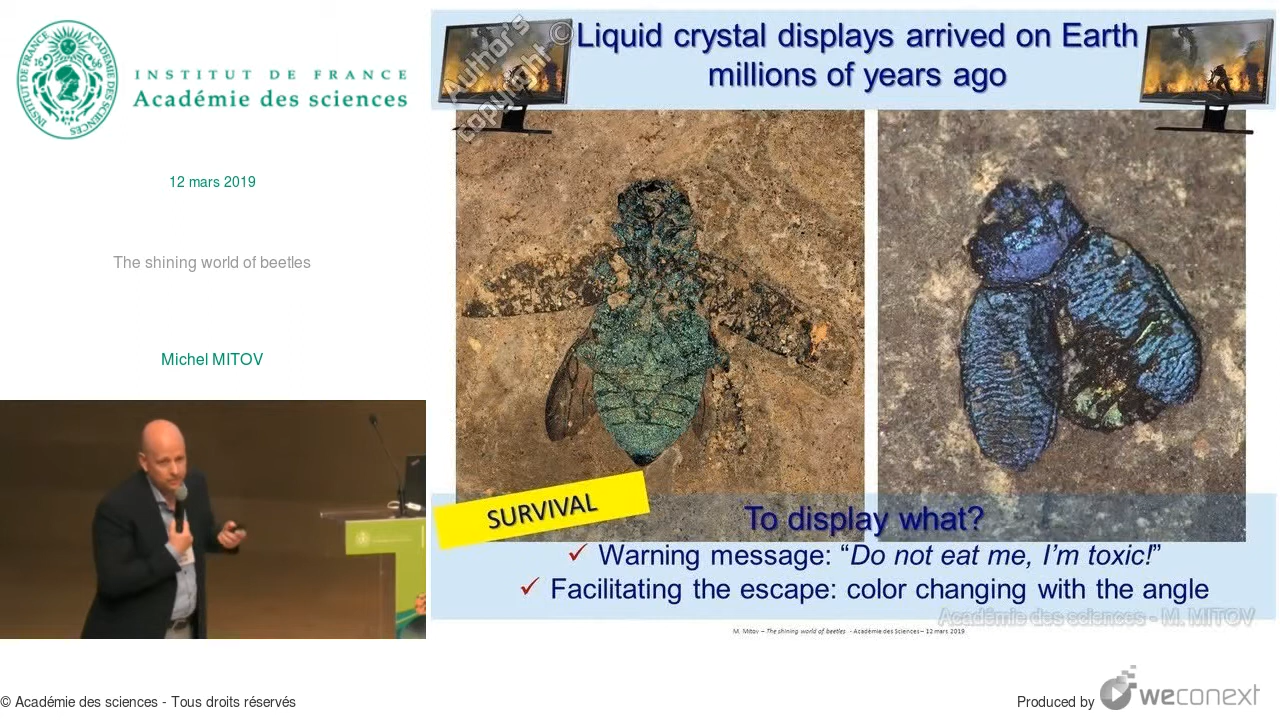 INSTITUT DE FRANCE
Académie des sciences
12 mars 2019
The shining world of beetles
Michel MITOV
© Author's copyright
Liquid crystal displays arrived on Earth
millions of years ago
SURVIVAL
To display what?
✓ Warning message: “Do not eat me, I’m toxic!”
✓ Facilitating the escape: color changing with the angle
Académie des sciences - M. MITOV
M. Mitov – The shining world of beetles - Académie des Sciences – 12 mars 2019
© Académie des sciences - Tous droits réservés
Produced by weconext